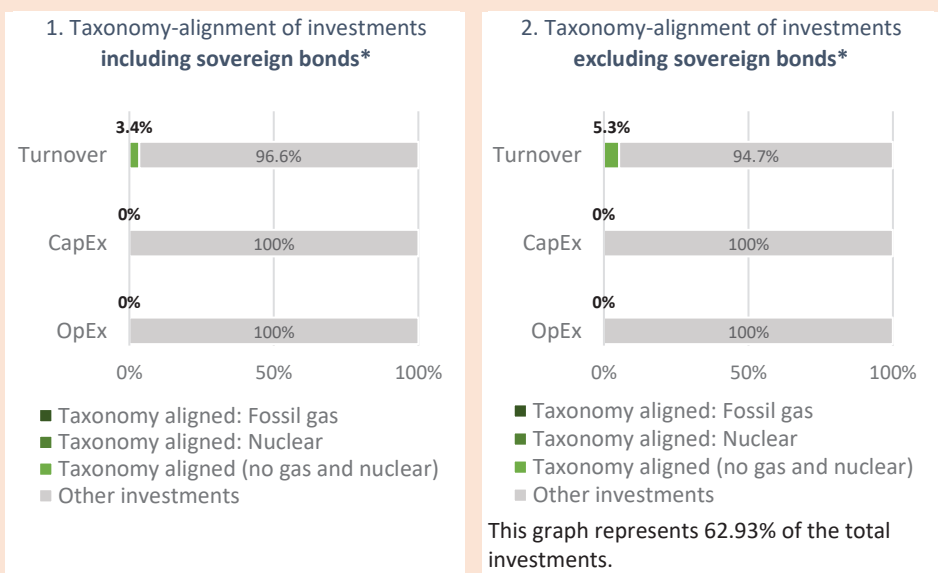 1. Taxonomy-alignment of investments
including sovereign bonds*
3.4%
Turnover
96.6%
0%
CapEx
100%
0%
OpEx
100%
0%
50%
100%
Taxonomy aligned: Fossil gas
Taxonomy aligned: Nuclear
Taxonomy aligned (no gas and nuclear)
Other investments
2. Taxonomy-alignment of investments
excluding sovereign bonds*
5.3%
Turnover
94.7%
0%
CapEx
100%
0%
OpEx
100%
0%
50%
100%
Taxonomy aligned: Fossil gas
Taxonomy aligned: Nuclear
Taxonomy aligned (no gas and nuclear)
Other investments
This graph represents 62.93% of the total
investments.